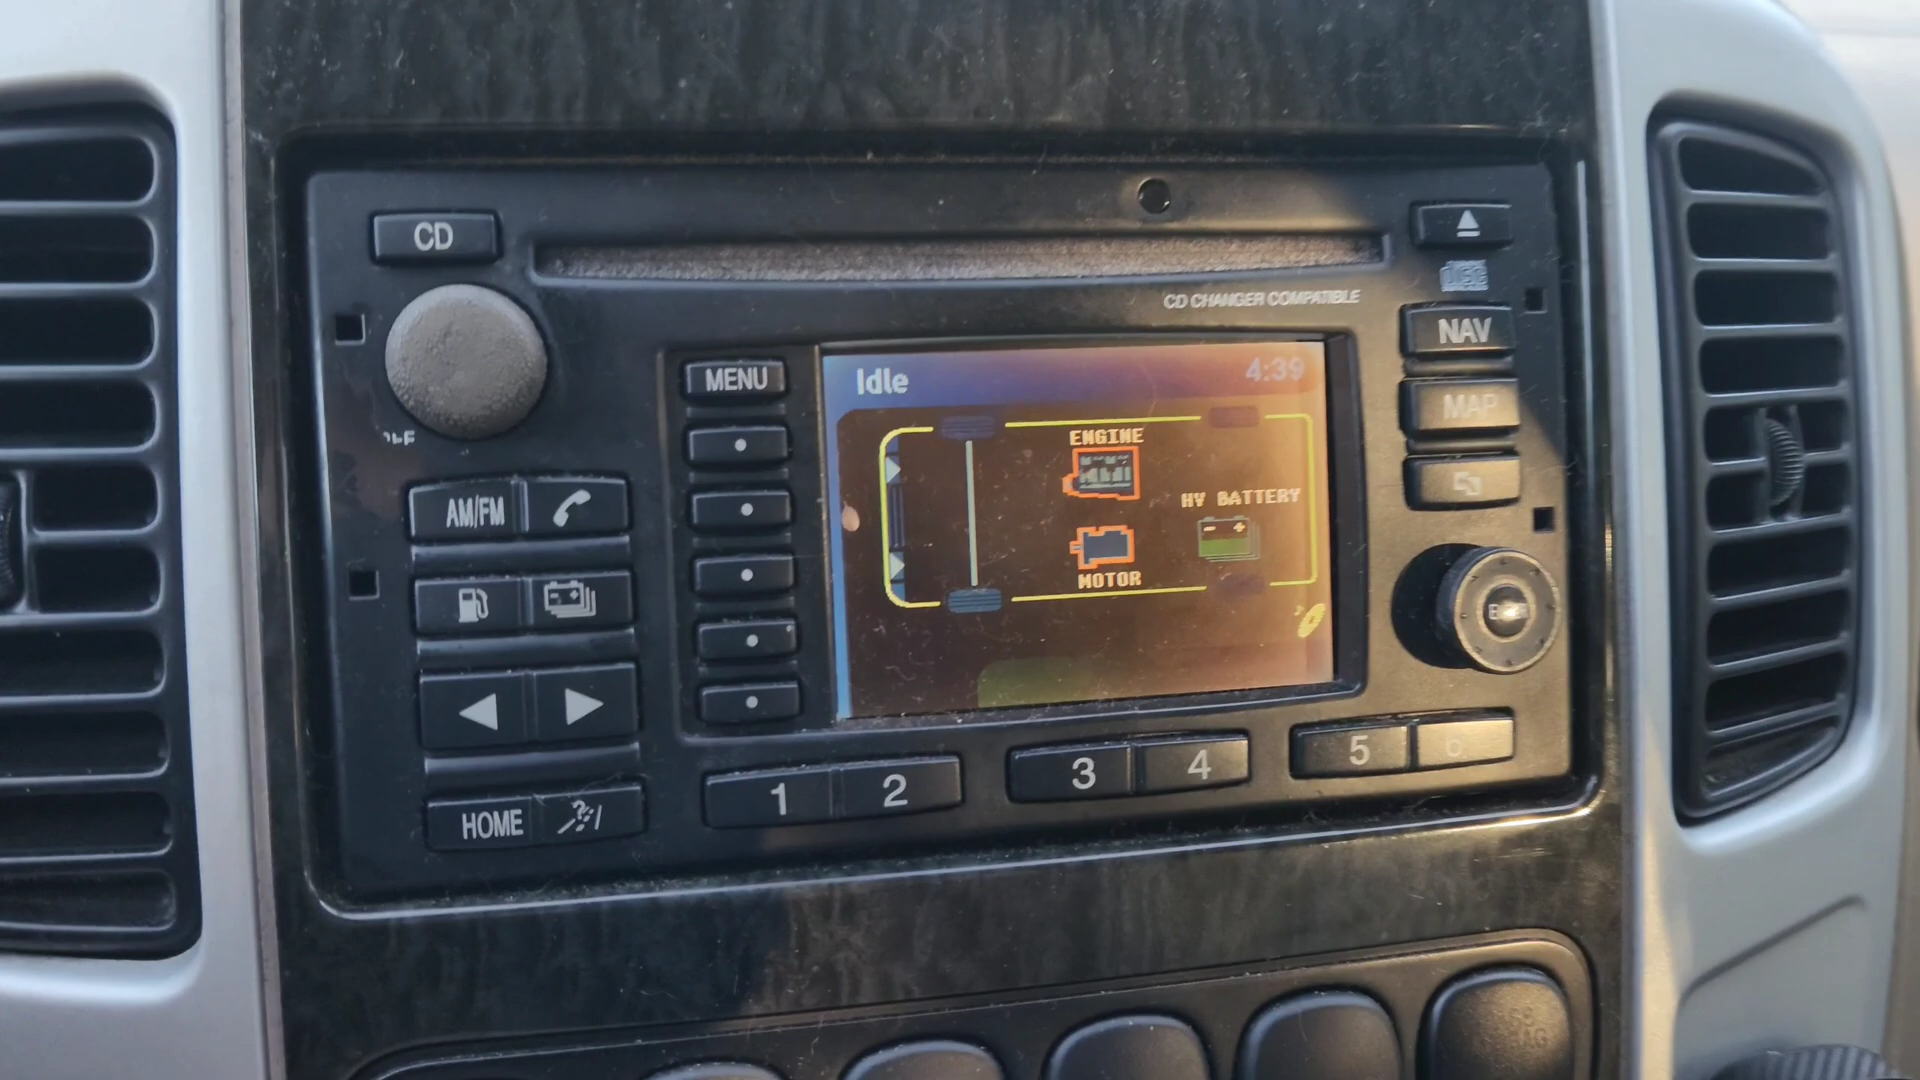 CD
CD CHANGER COMPATIBLE
NAV
MENU
Idle
4:39
MAP
ENGINE
HV BATTERY
AM/FM
MOTOR
HOME
1
2
3
4
5
6